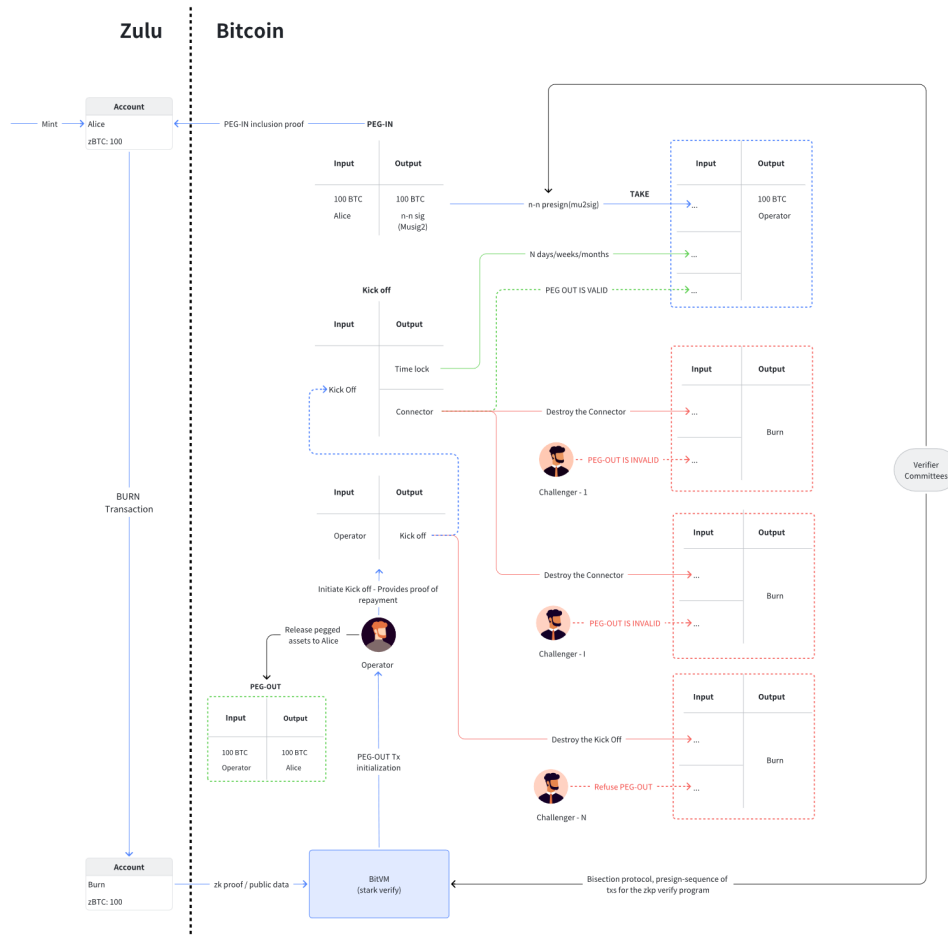 Zulu
Bitcoin
Account
Alice
zBTC: 100
Mint
PEG-IN inclusion proof
PEG-IN
Input
Output
100 BTC
Alice
100 BTC
n-n sig
(Musig2)
n-n presign(mu2sig)
TAKE
Input
Output
...
100 BTC
Operator
N days/weeks/months
...
PEG OUT IS VALID
...
Kick off
Input
Output
Time lock
Kick Off
Connector
Input
Output
Destroy the Connector
...
Burn
PEG-OUT IS INVALID
...
Challenger - 1
Verifier
Committees
BURN
Transaction
Input
Output
Operator
Kick off
Input
Output
Destroy the Connector
...
Burn
PEG-OUT IS INVALID
...
Challenger - I
Initiate Kick off - Provides proof of
repayment
Release pegged
assets to Alice
Operator
PEG-OUT
Input
Output
100 BTC
Operator
100 BTC
Alice
PEG-OUT Tx
initialization
Input
Output
Destroy the Kick Off
...
Burn
Refuse PEG-OUT
...
Challenger - N
Account
Burn
zBTC: 100
zk proof / public data
BitVM
(stark verify)
Bisection protocol, presign-sequence of
txs for the zkp verify program